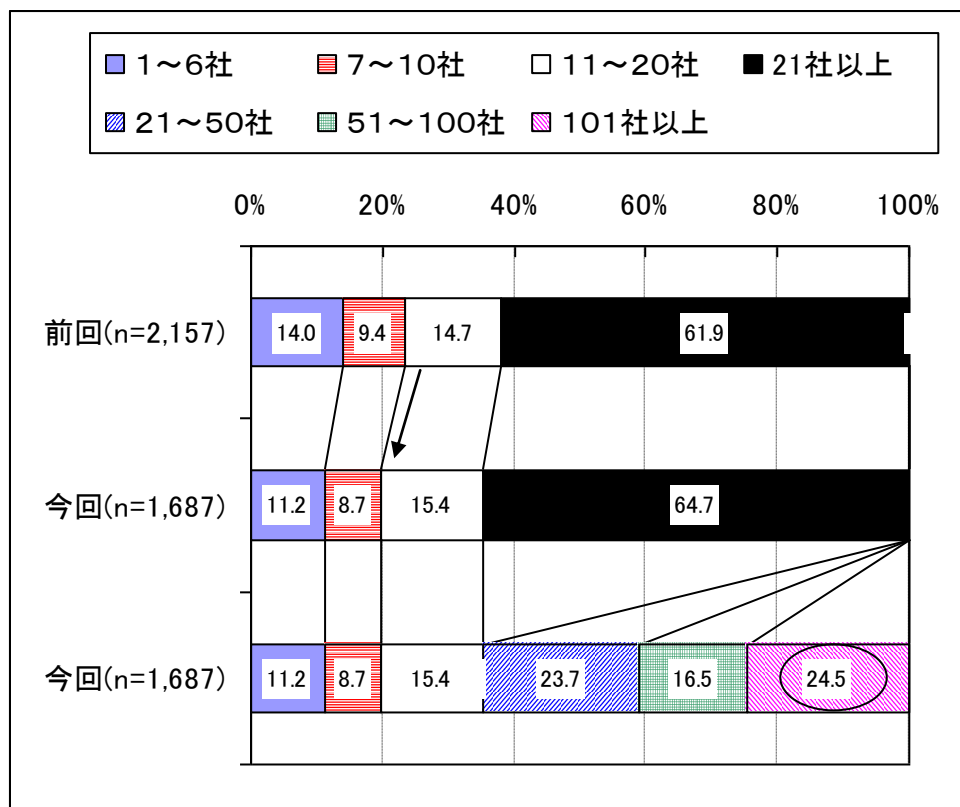 1～6社 7～10社 11～20社 21社以上
21～50社 51～100社 101社以上
0% 20% 40% 60% 80% 100%
前回(n=2,157) 14.0 9.4 14.7 61.9
今回(n=1,687) 11.2 8.7 15.4 64.7
今回(n=1,687) 11.2 8.7 15.4 23.7 16.5 24.5